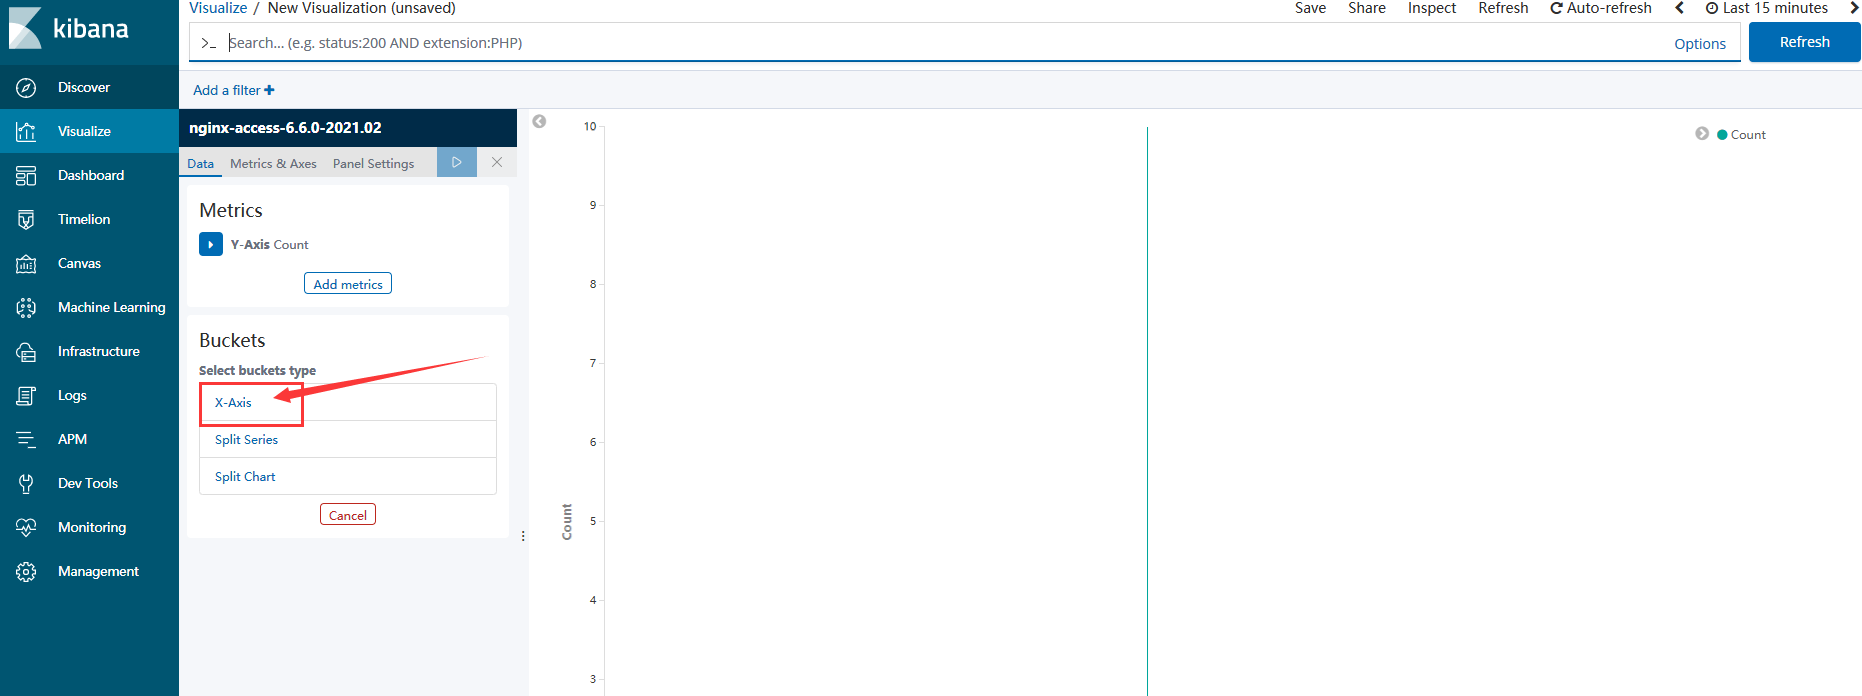 kibana
Discover
Visualize
Dashboard
Timelion
Canvas
Machine Learning
Infrastructure
Logs
APM
Dev Tools
Monitoring
Management
Visualize / New Visualization (unsaved)
Save Share Inspect Refresh Auto-refresh Last 15 minutes
>_ Search... (e.g. status:200 AND extension:PHP) Options Refresh
Add a filter +
nginx-access-6.6.0-2021.02
Data Metrics & Axes Panel Settings
Metrics
Y-Axis Count
Add metrics
Buckets
Select buckets type
X-Axis
Split Series
Split Chart
Cancel
10
9
8
7
6
5
4
3
Count
Count